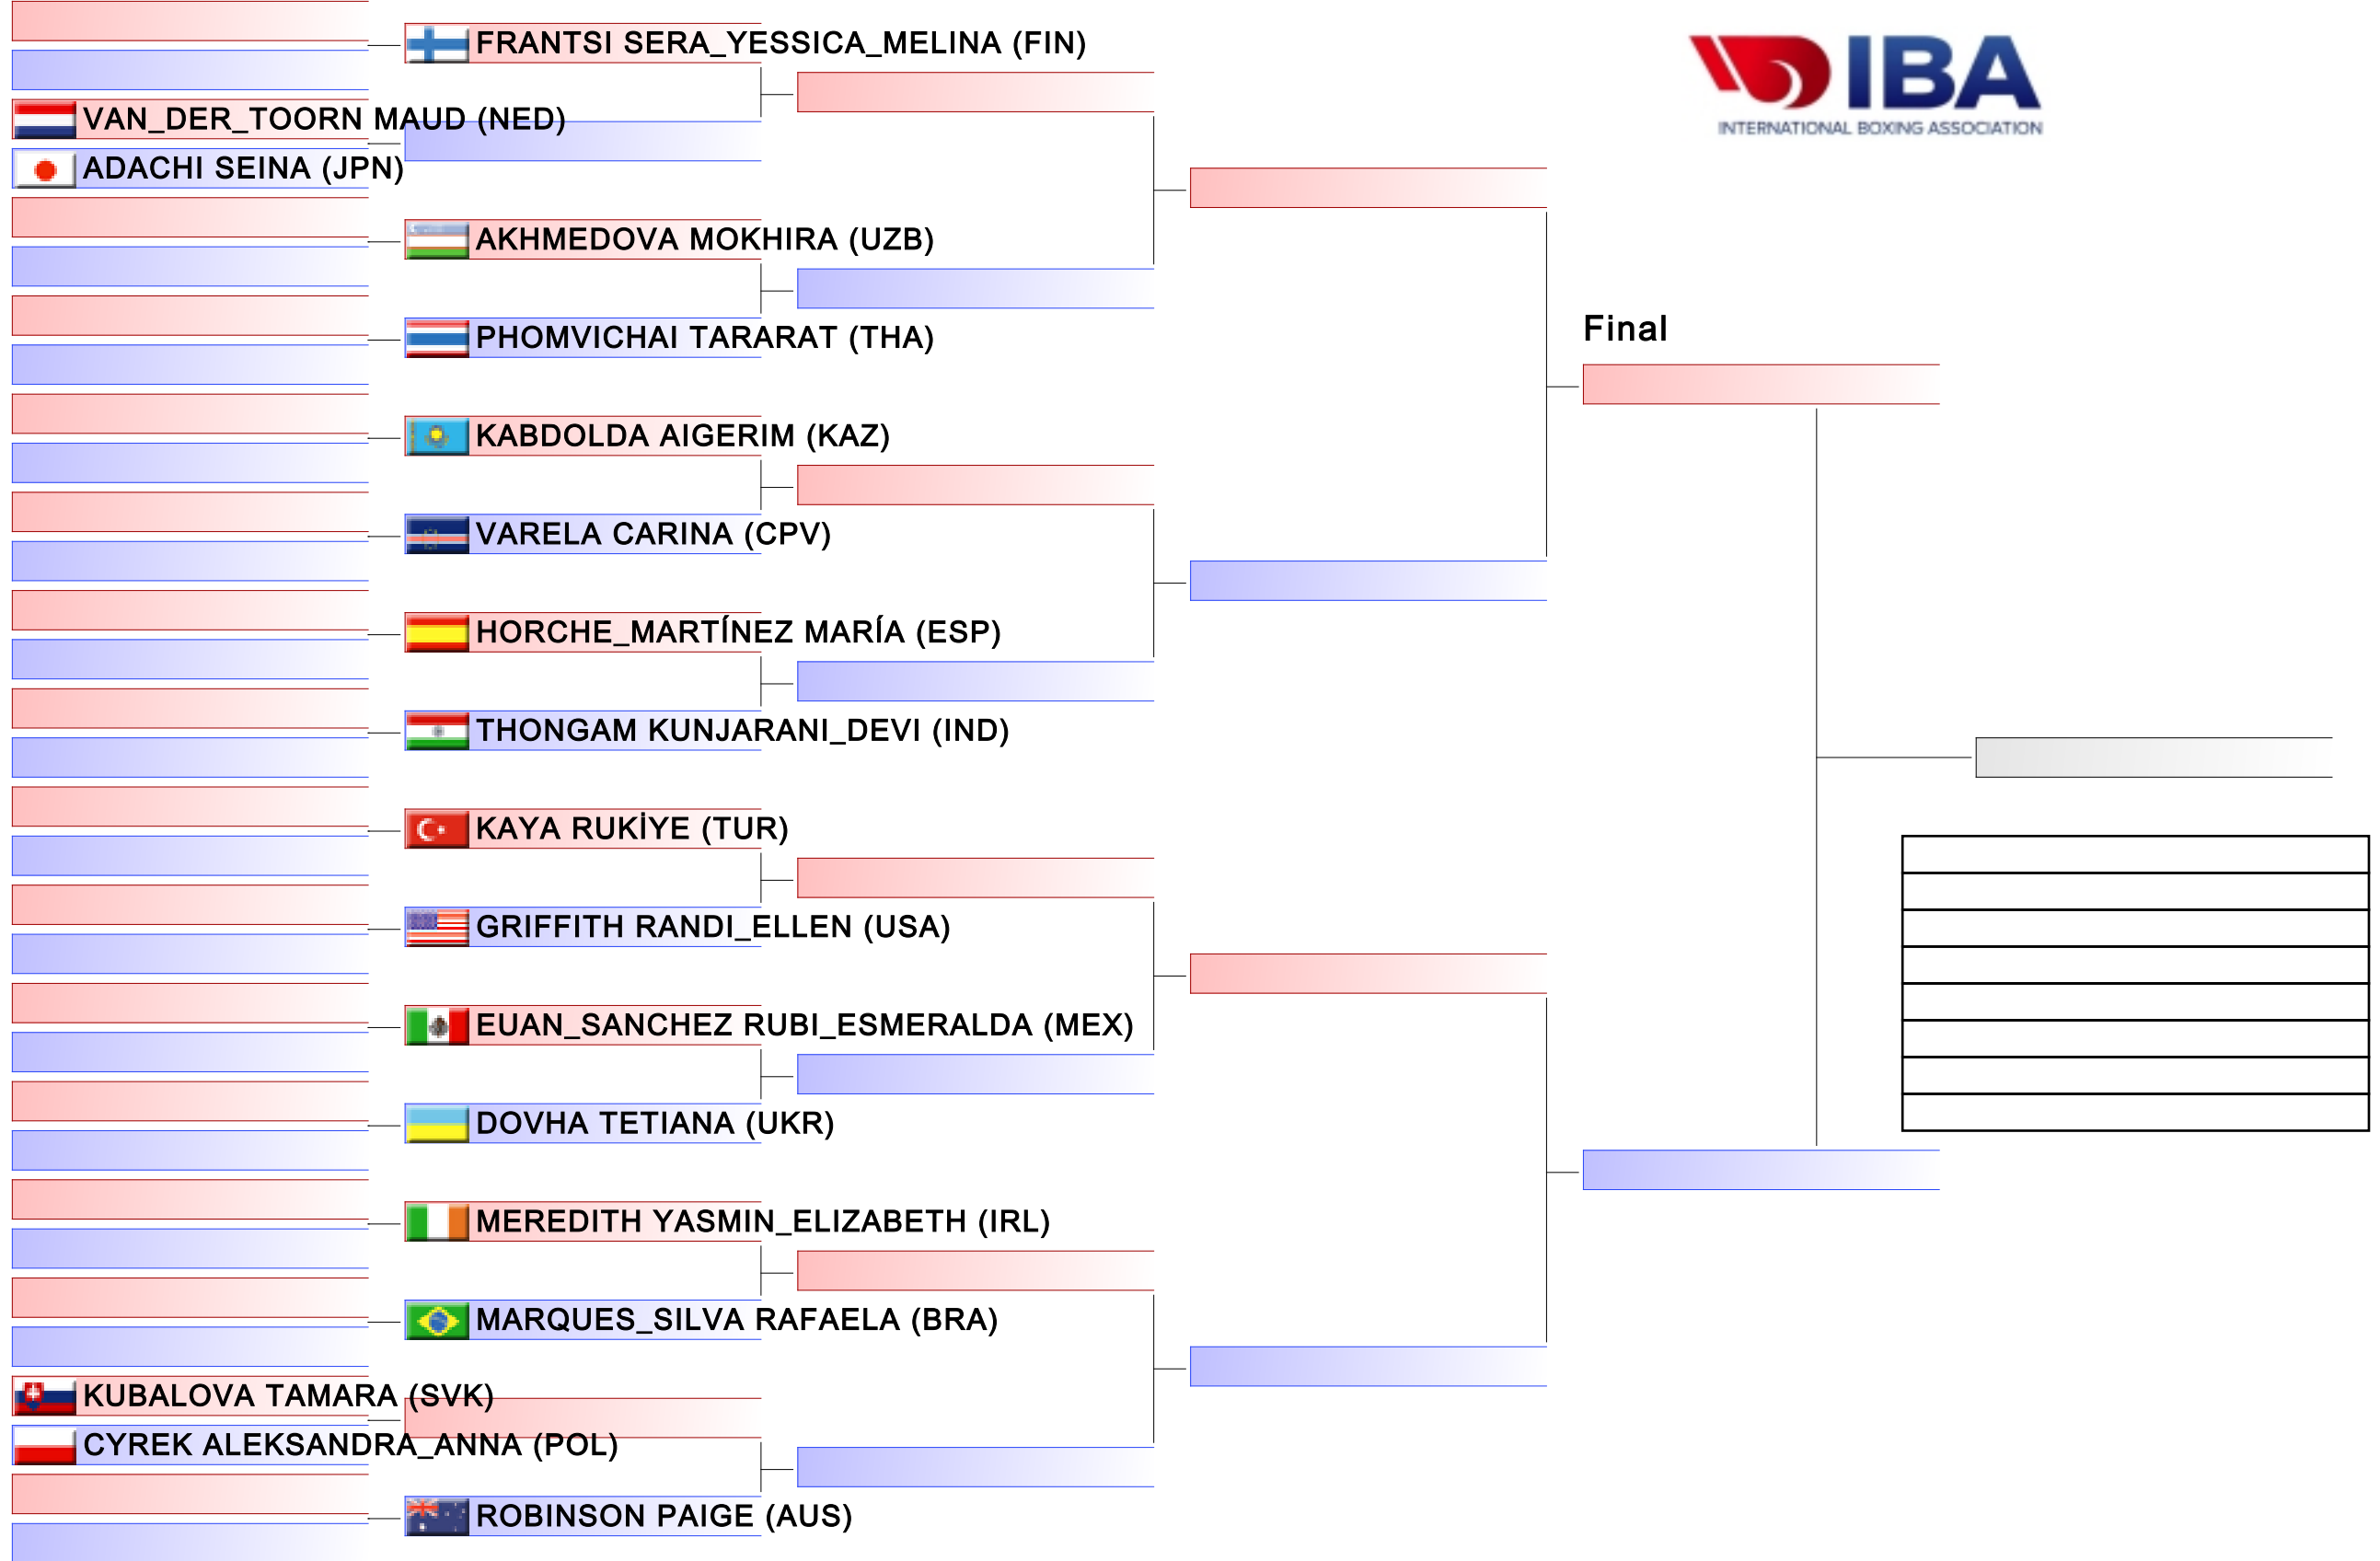 FRANTSI SERA_YESSICA_MELINA (FIN)
VAN_DER_TOORN MAUD (NED)
ADACHI SEINA (JPN)
AKHMEDOVA MOKHIRA (UZB)
PHOMVICHAI TARARAT (THA)
KABDOLDA AIGERIM (KAZ)
VARELA CARINA (CPV)
HORCHE_MARTÍNEZ MARÍA (ESP)
THONGAM KUNJARANI_DEVI (IND)
KAYA RUKİYE (TUR)
GRIFFITH RANDI_ELLEN (USA)
EUAN_SANCHEZ RUBI_ESMERALDA (MEX)
DOVHA TETIANA (UKR)
MEREDITH YASMIN_ELIZABETH (IRL)
MARQUES_SILVA RAFAELA (BRA)
KUBALOVA TAMARA (SVK)
CYREK ALEKSANDRA_ANNA (POL)
ROBINSON PAIGE (AUS)
Final
IBA
INTERNATIONAL BOXING ASSOCIATION